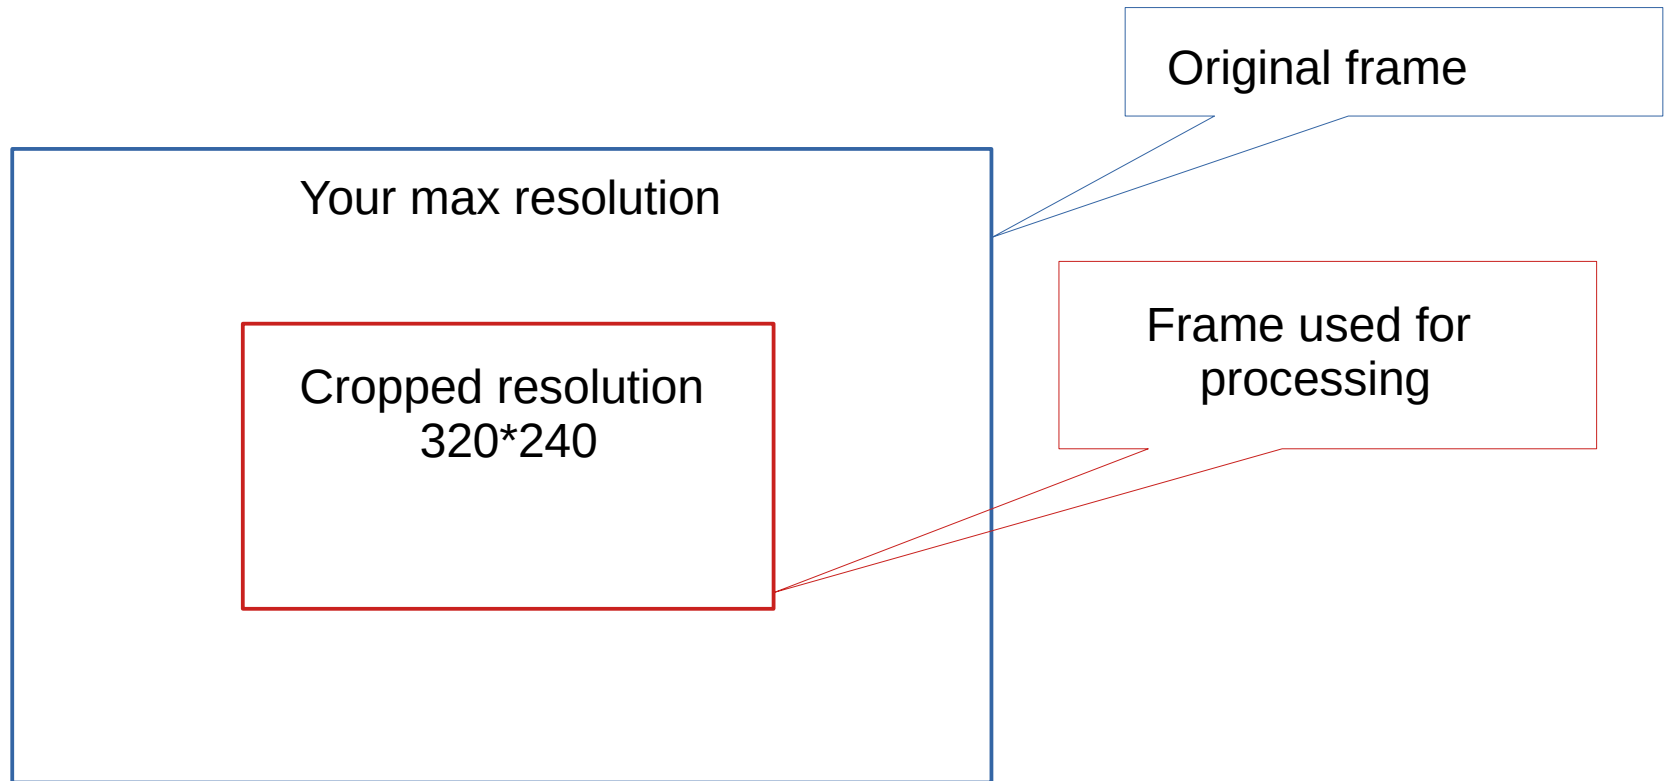 Original frame
Your max resolution
Frame used for
processing
Cropped resolution
320*240